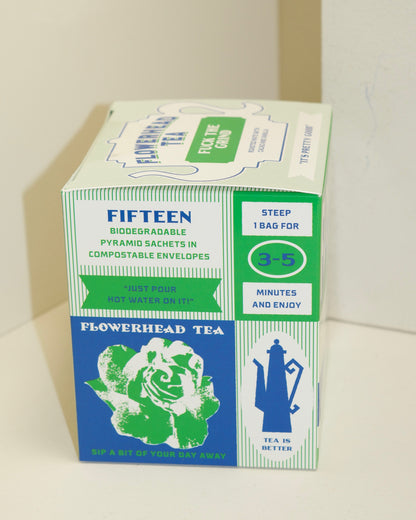 FLOWERHEAD
TEA
FUCK THE
GRIND
"IT'S PRETTY GOOD"
FIFTEEN
BIODEGRADABLE
PYRAMID SACHETS IN
COMPOSTABLE ENVELOPES
"JUST POUR
HOT WATER ON IT!"
STEEP
1 BAG FOR
3-5
MINUTES
AND ENJOY
FLOWERHEAD TEA
SIP A BIT OF YOUR DAY AWAY
TEA IS
BETTER